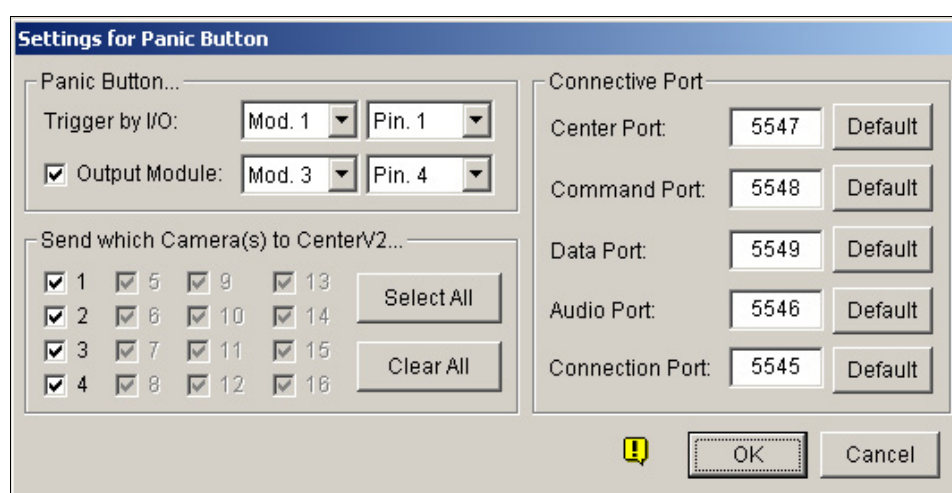 Settings for Panic Button
Panic Button...
Trigger by I/O: Mod. 1 Pin. 1
Output Module: Mod. 3 Pin. 4
Send which Camera(s) to CenterV2...
1 5 9 13
2 6 10 14
3 7 11 15
4 8 12 16
Select All
Clear All
Connective Port
Center Port: 5547 Default
Command Port: 5548 Default
Data Port: 5549 Default
Audio Port: 5546 Default
Connection Port: 5545 Default
OK Cancel